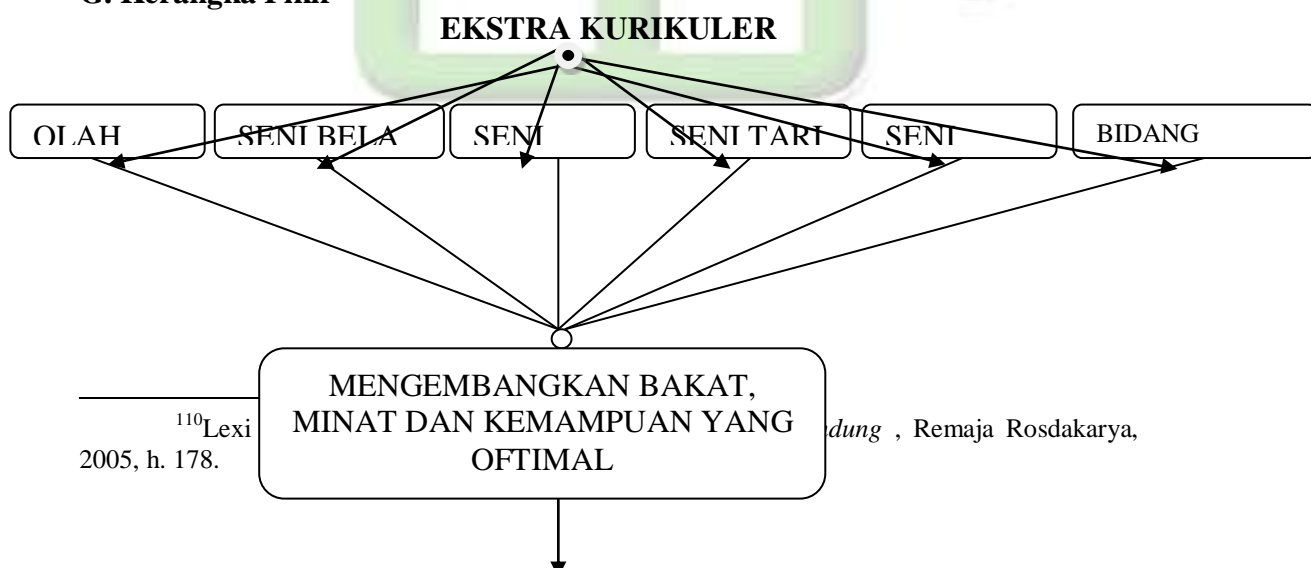 G. Kerangka Pikir
EKSTRA KURIKULER
OLAH
SENI BELA
SENI
SENI TARI
SENI
BIDANG
MENGEMBANGKAN BAKAT,
MINAT DAN KEMAMPUAN YANG
OFTIMAL
110Lexi dung , Remaja Rosdakarya,
2005, h. 178.